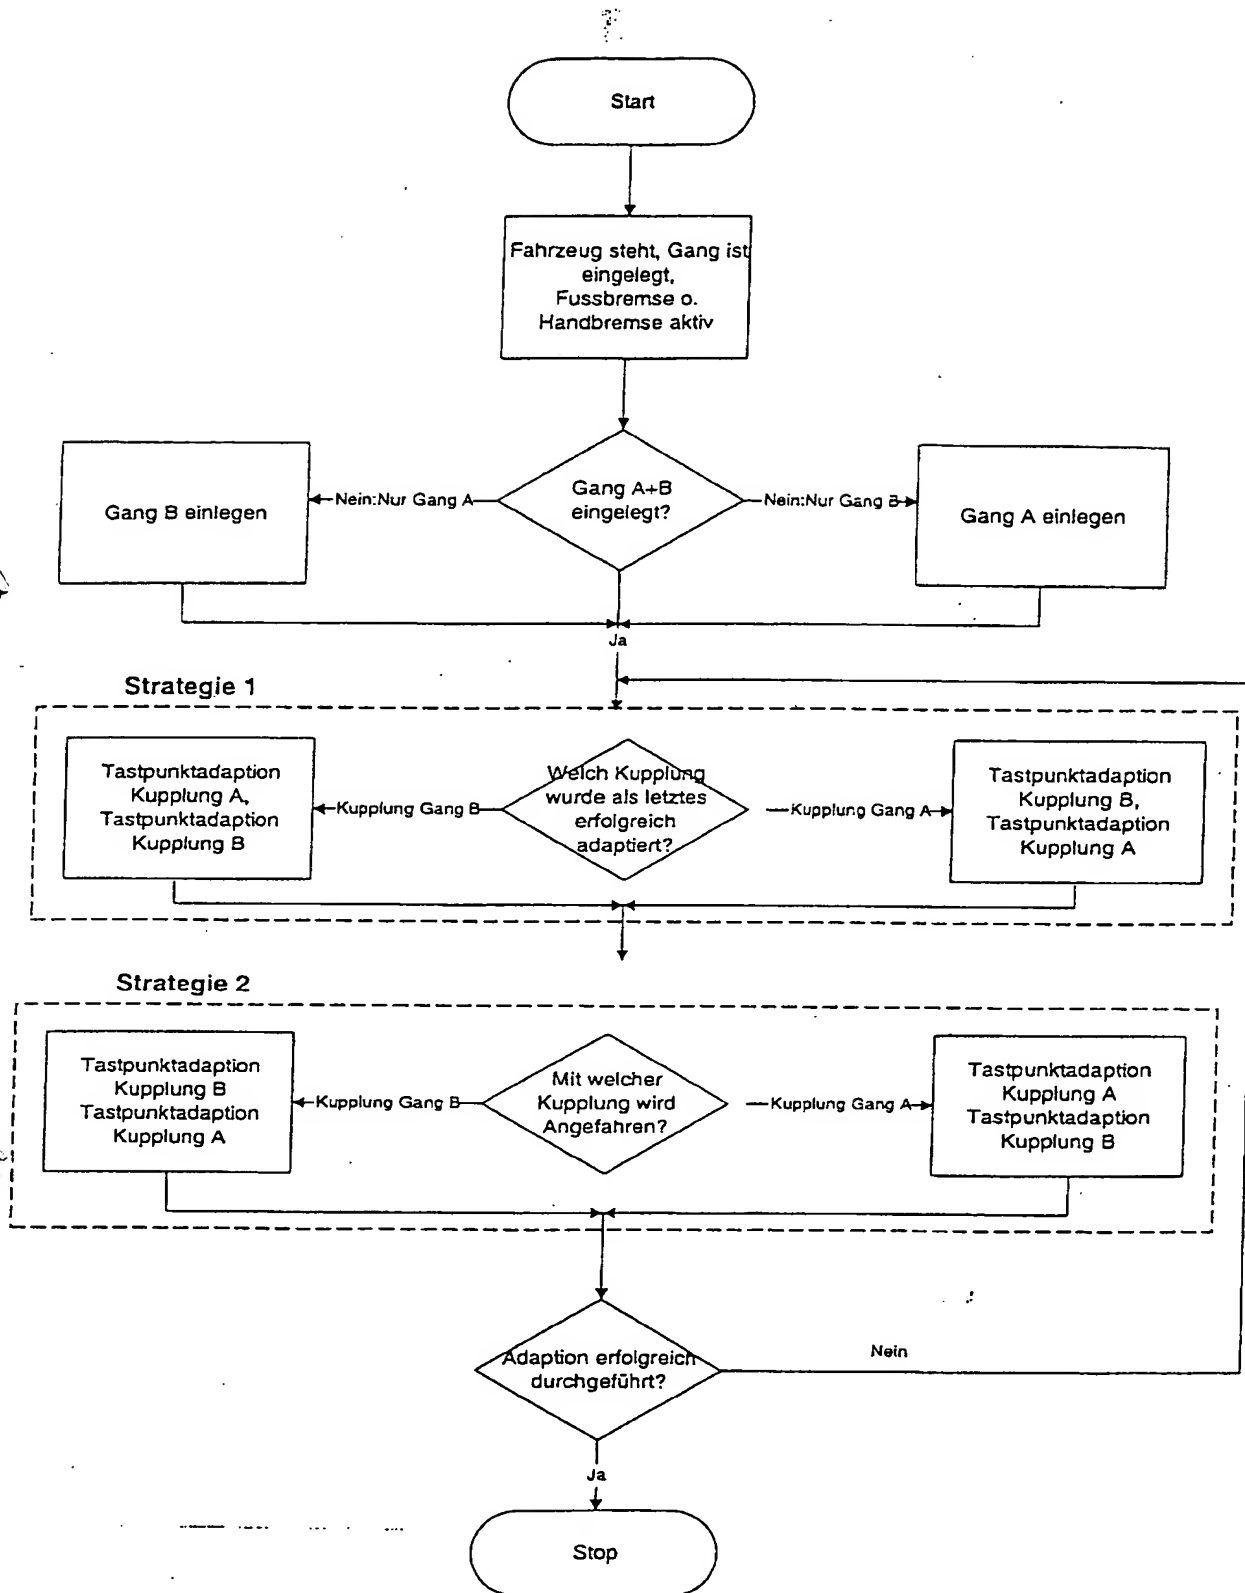 Start
Fahrzeug steht, Gang ist
eingelegt,
Fussbremse o.
Handbremse aktiv
Gang B einlegen
Nein:Nur Gang A
Gang A+B
eingelegt?
Nein:Nur Gang B
Gang A einlegen
Ja
Strategie 1
Tastpunktadaption
Kupplung A,
Tastpunktadaption
Kupplung B
Kupplung Gang B
Welch Kupplung
wurde als letztes
erfolgreich
adaptiert?
Kupplung Gang A
Tastpunktadaption
Kupplung B,
Tastpunktadaption
Kupplung A
Strategie 2
Tastpunktadaption
Kupplung B
Tastpunktadaption
Kupplung A
Kupplung Gang B
Mit welcher
Kupplung wird
Angefahren?
Kupplung Gang A
Tastpunktadaption
Kupplung A
Tastpunktadaption
Kupplung B
Adaption erfolgreich
durchgeführt?
Nein
Ja
Stop